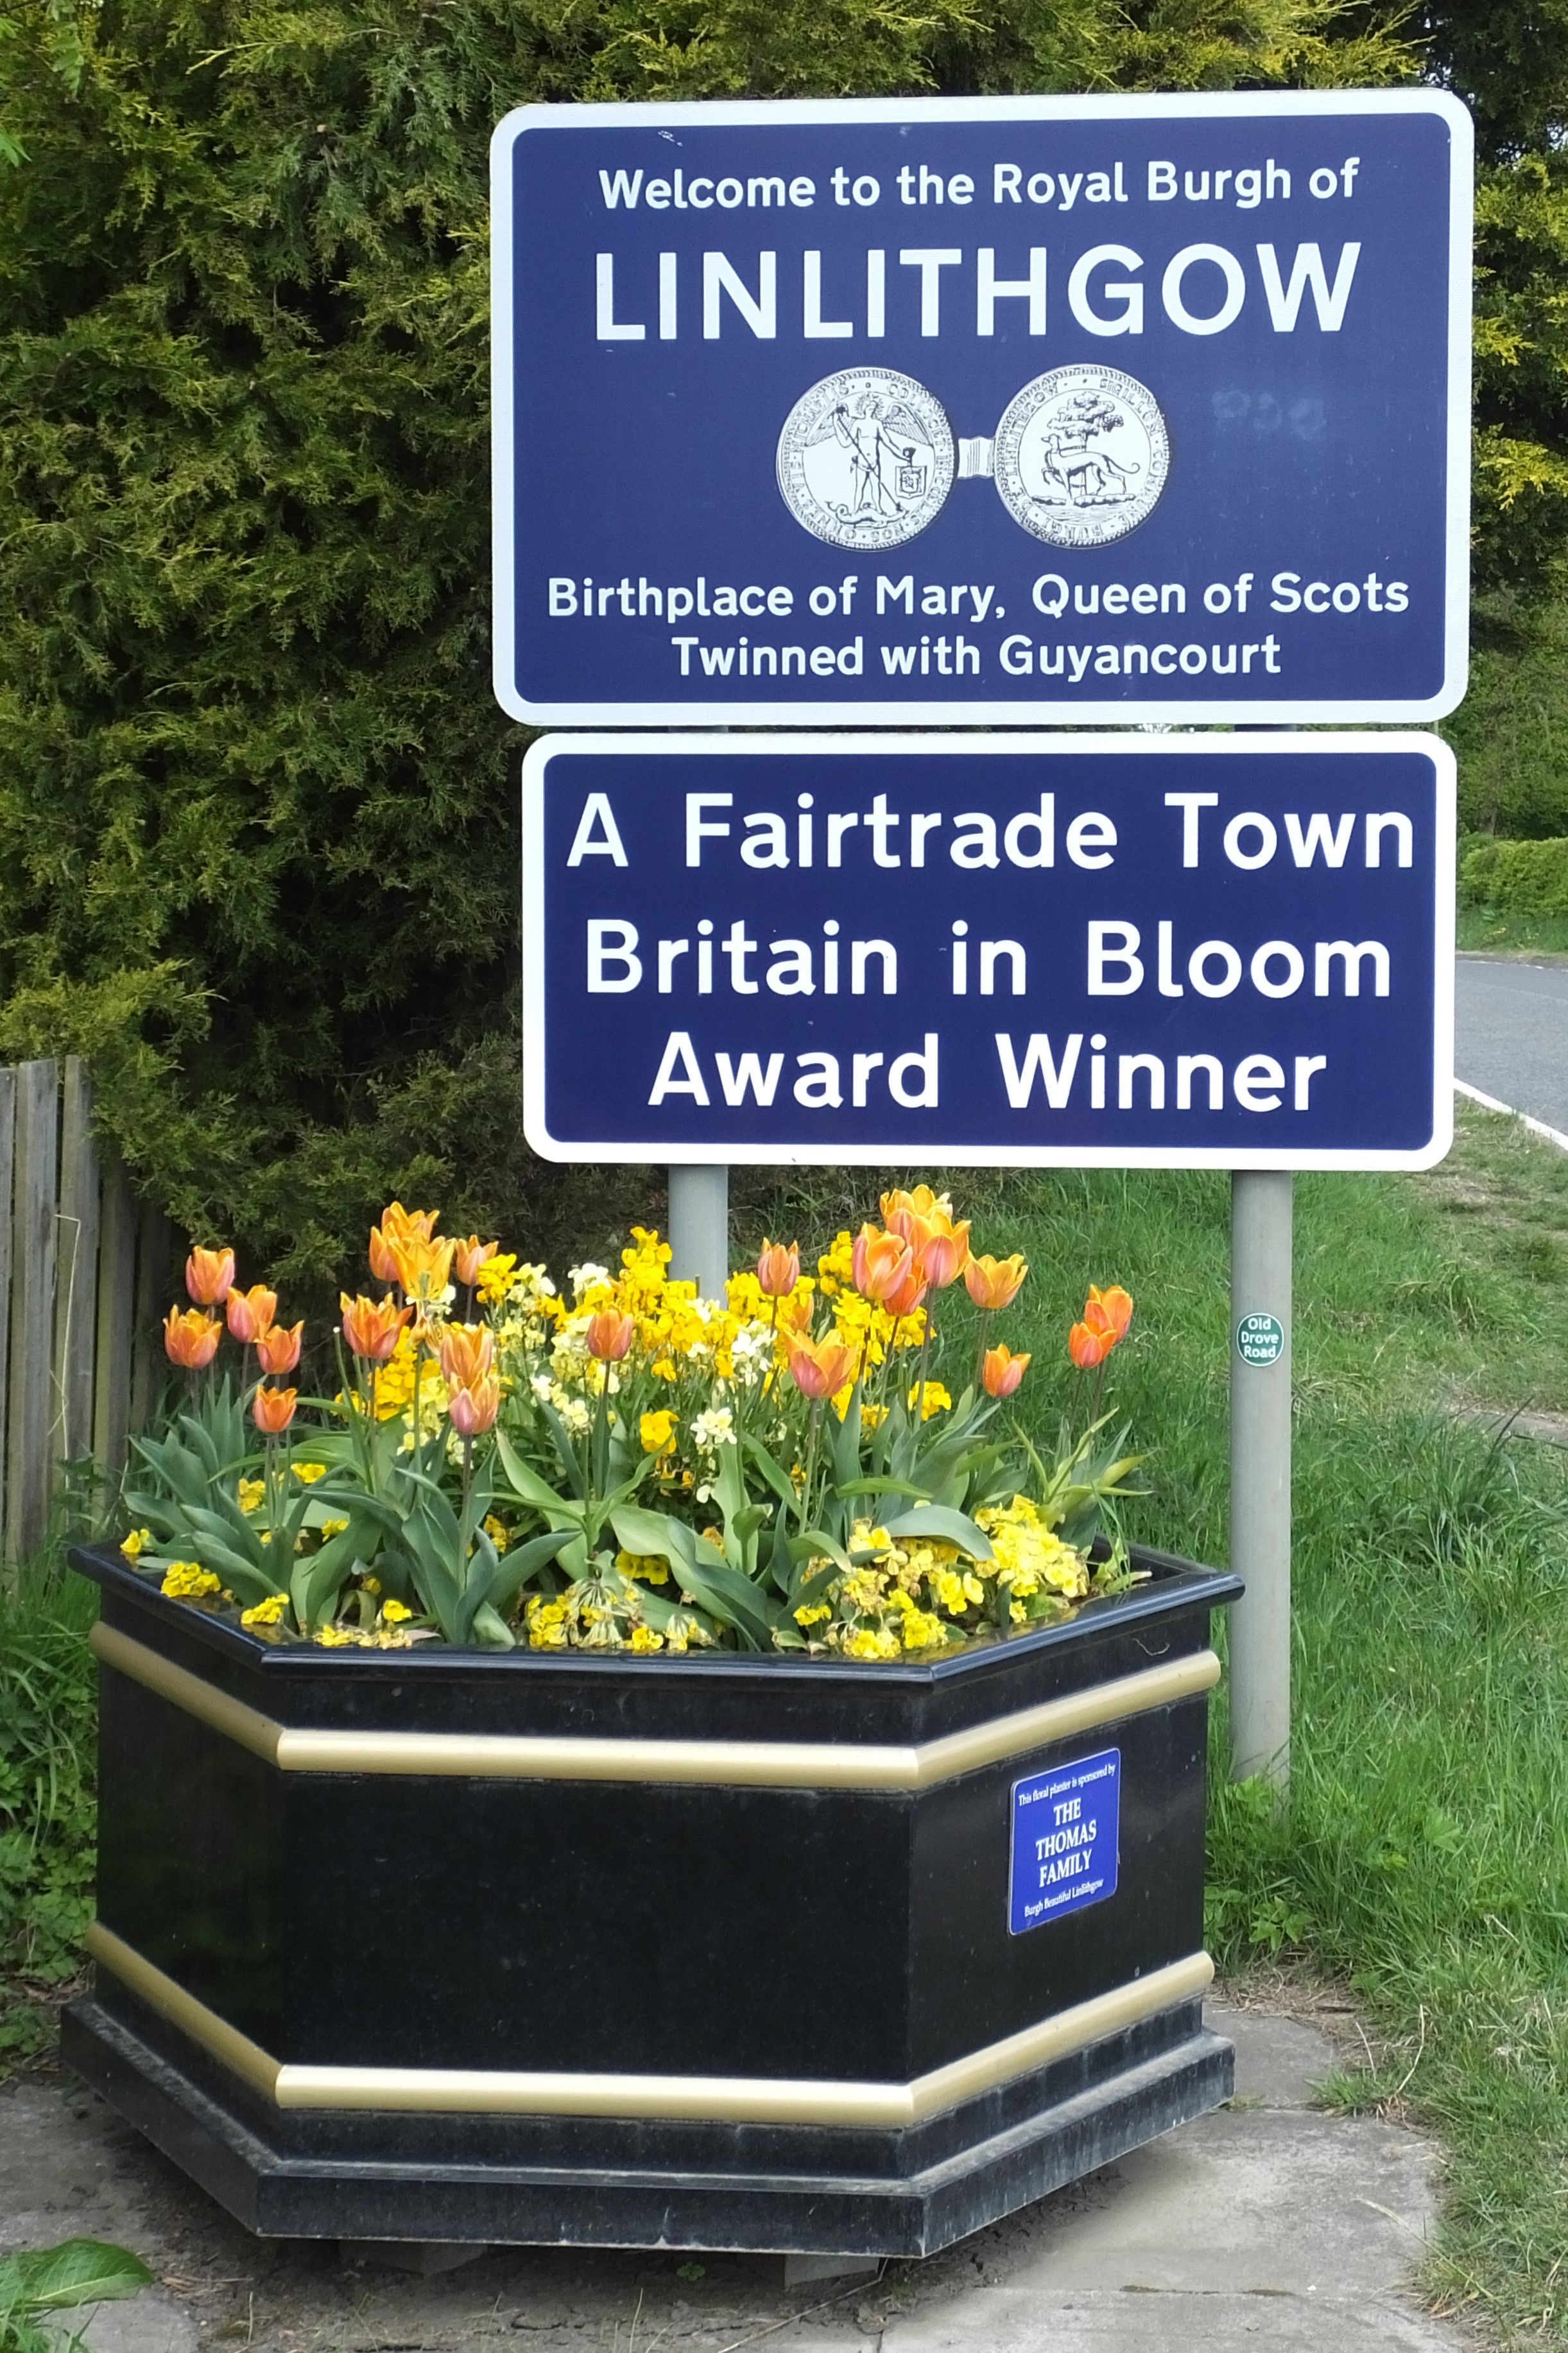 Welcome to the Royal Burgh of
LINLITHGOW
Birthplace of Mary, Queen of Scots
Twinned with Guyancourt
A Fairtrade Town
Britain in Bloom
Award Winner
Old
Drove
Road
This floral planter is sponsored by
THE
THOMAS
FAMILY
Burgh Beautiful Linlithgow